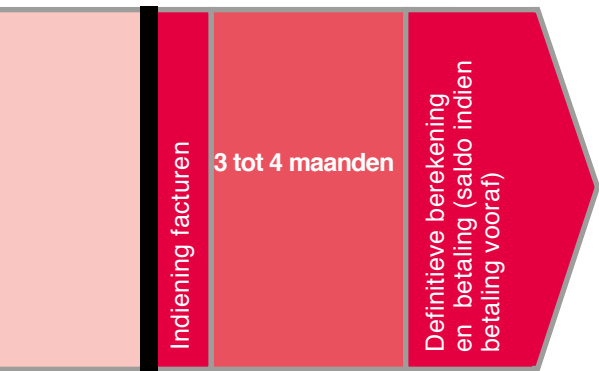 Indiening facturen
3 tot 4 maanden
Definitieve berekening
en betaling (saldo indien
betaling vooraf)